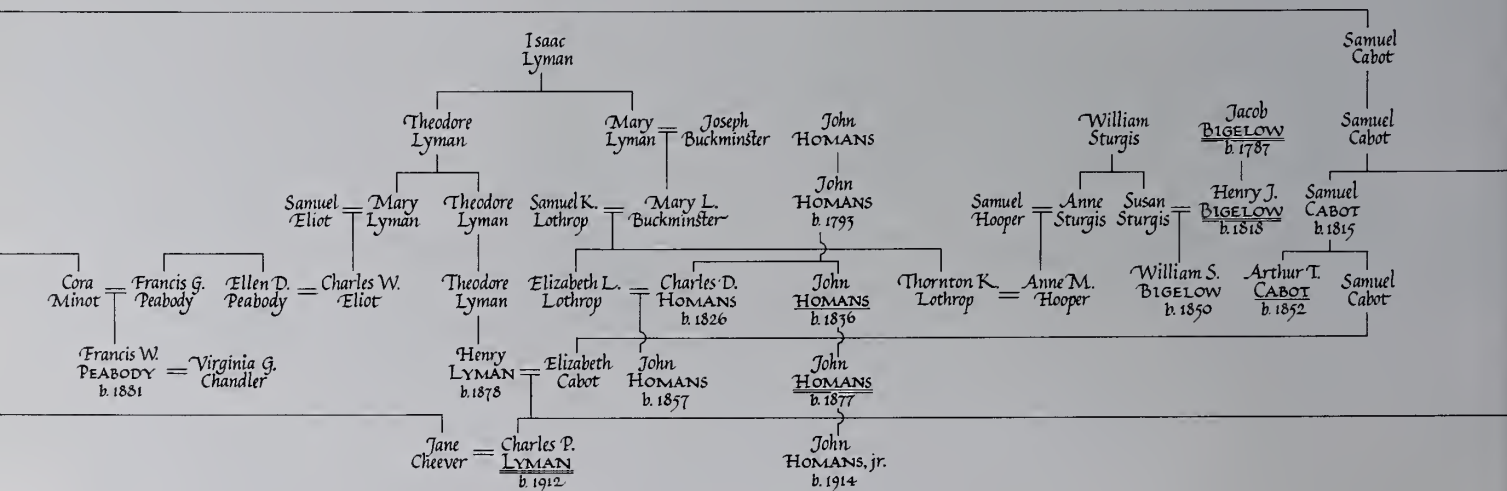 Isaac
Lyman
Samuel
Cabot
Theodore
Lyman
Mary
Lyman
=
Joseph
Buckminster
John
HOMANS
William
Sturgis
Jacob
BIGELOW
b. 1787
Samuel
Cabot
Samuel
Eliot
=
Mary
Lyman
Theodore
Lyman
Samuel K.
Lothrop
=
Mary L.
Buckminster
John
HOMANS
b. 1793
Samuel
Hooper
=
Anne
Sturgis
Susan
Sturgis
=
Henry J.
BIGELOW
b. 1818
Samuel
CABOT
b. 1815
Cora
Minot
=
Francis G.
Peabody
Ellen D.
Peabody
=
Charles W.
Eliot
Theodore
Lyman
Elizabeth L.
Lothrop
=
Charles D.
HOMANS
b. 1826
John
HOMANS
b. 1836
Thornton K.
Lothrop
=
Anne M.
Hooper
William S.
BIGELOW
b. 1850
Arthur T.
CABOT
b. 1852
Samuel
Cabot
Francis W.
PEABODY
b. 1881
=
Virginia G.
Chandler
Henry
LYMAN
b. 1878
=
Elizabeth
Cabot
John
HOMANS
b. 1857
John
HOMANS
b. 1877
Jane
Cheever
=
Charles P.
LYMAN
b. 1912
John
HOMANS, jr.
b. 1914